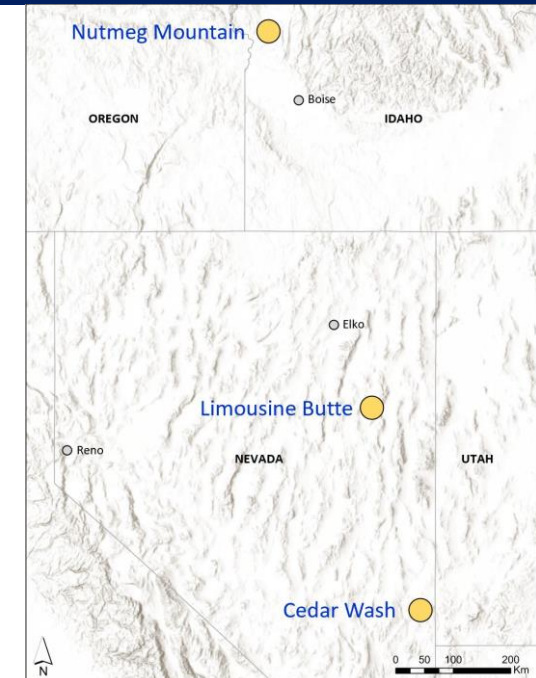 Nutmeg Mountain
Boise
OREGON
IDAHO
Elko
Limousine Butte
Reno
NEVADA
UTAH
Cedar Wash
N
0 50 100 200
Km